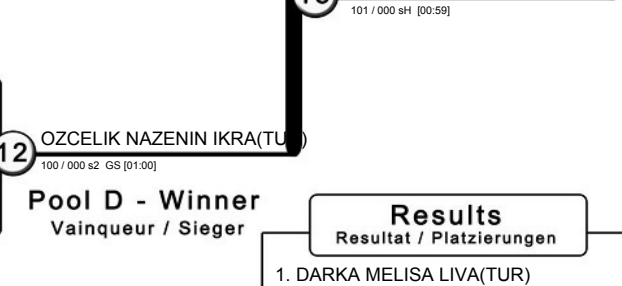 101 / 000 sH [00:59]
12
OZCELIK NAZENIN IKRA(TUR)
100 / 000 s2 GS [01:00]
Pool D - Winner
Vainqueur / Sieger
Results
Resultat / Platzierungen
1. DARKA MELISA LIVA(TUR)